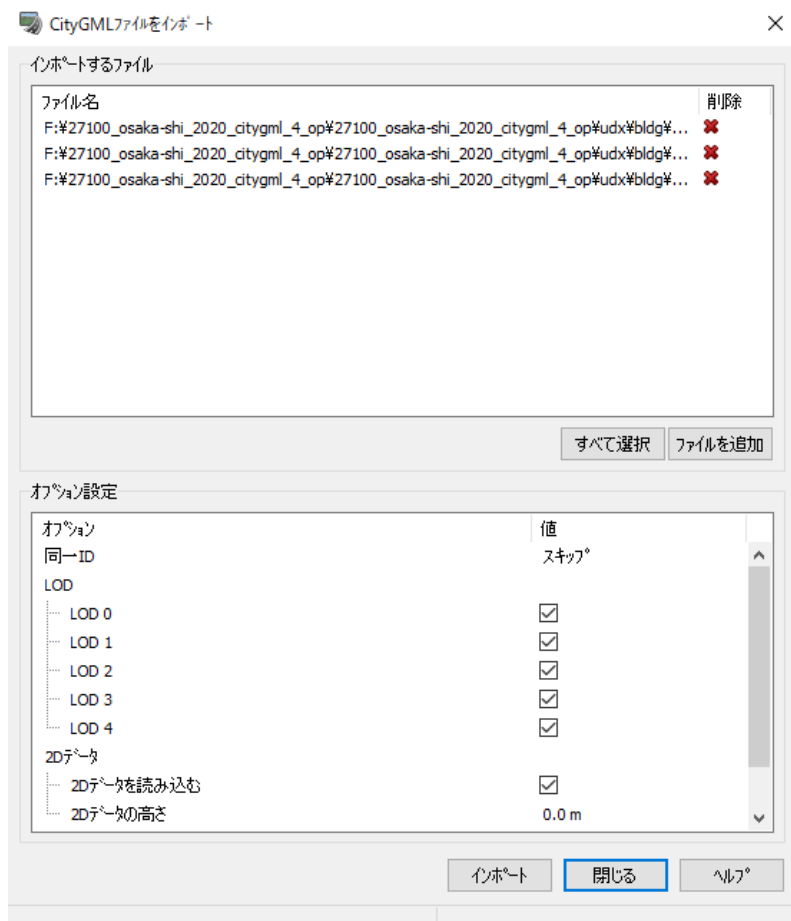 CityGMLファイルをインポート
インポートするファイル
ファイル名 削除
F:¥27100_osaka-shi_2020_citygml_4_op¥27100_osaka-shi_2020_citygml_4_op¥udx¥bldg¥...
F:¥27100_osaka-shi_2020_citygml_4_op¥27100_osaka-shi_2020_citygml_4_op¥udx¥bldg¥...
F:¥27100_osaka-shi_2020_citygml_4_op¥27100_osaka-shi_2020_citygml_4_op¥udx¥bldg¥...
すべて選択 ファイルを追加
オプション設定
オプション 値
同一ID スキップ
LOD
LOD 0
LOD 1
LOD 2
LOD 3
LOD 4
2Dデータ
2Dデータを読み込む
2Dデータの高さ 0.0 m
インポート 閉じる ヘルプ